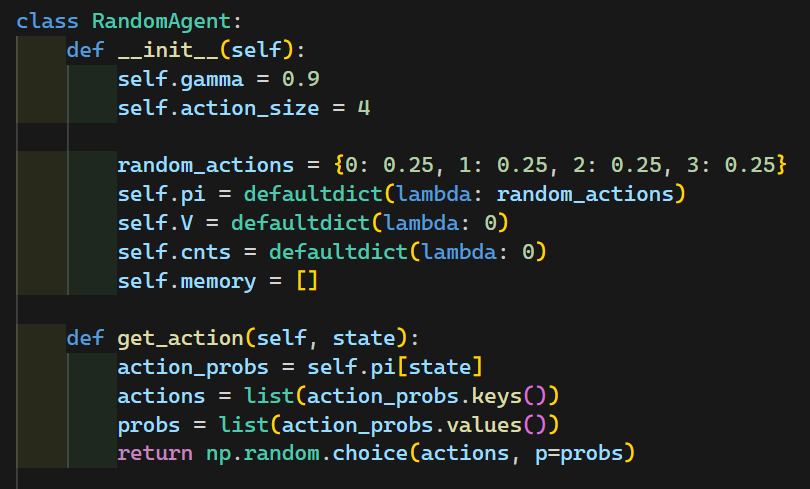 class RandomAgent:
    def __init__(self):
        self.gamma = 0.9
        self.action_size = 4

        random_actions = {0: 0.25, 1: 0.25, 2: 0.25, 3: 0.25}
        self.pi = defaultdict(lambda: random_actions)
        self.V = defaultdict(lambda: 0)
        self.cnts = defaultdict(lambda: 0)
        self.memory = []

    def get_action(self, state):
        action_probs = self.pi[state]
        actions = list(action_probs.keys())
        probs = list(action_probs.values())
        return np.random.choice(actions, p=probs)